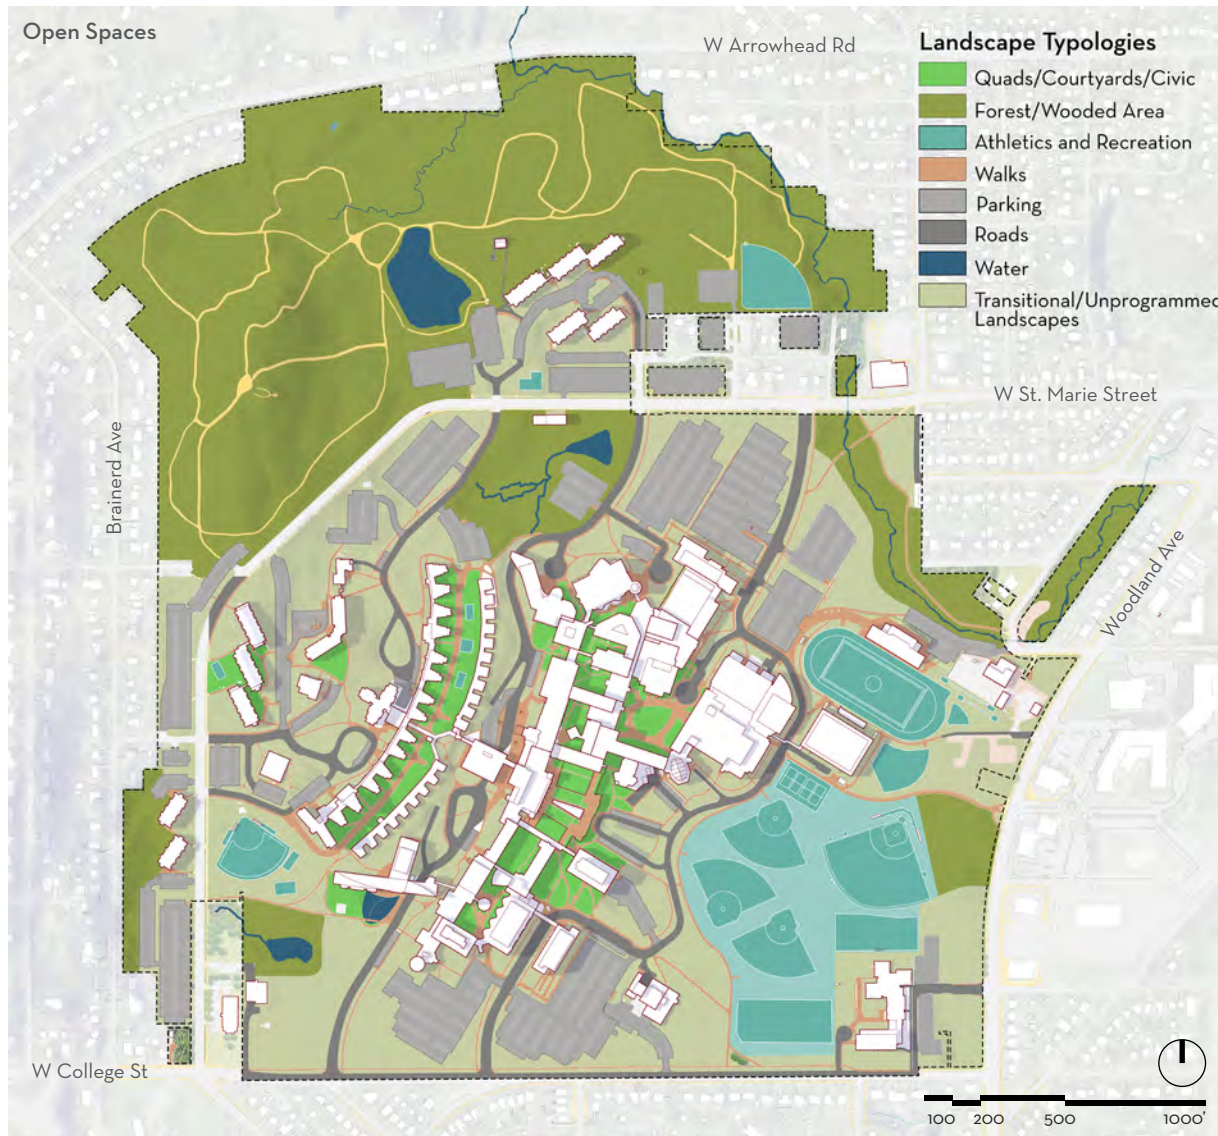 Open Spaces
W Arrowhead Rd
Landscape Typologies
Quads/Courtyards/Civic
Forest/Wooded Area
Athletics and Recreation
Walks
Parking
Roads
Water
Transitional/Unprogrammed
Landscapes
W St. Marie Street
Brainerd Ave
Woodland Ave
W College St
100 200 500 1000'